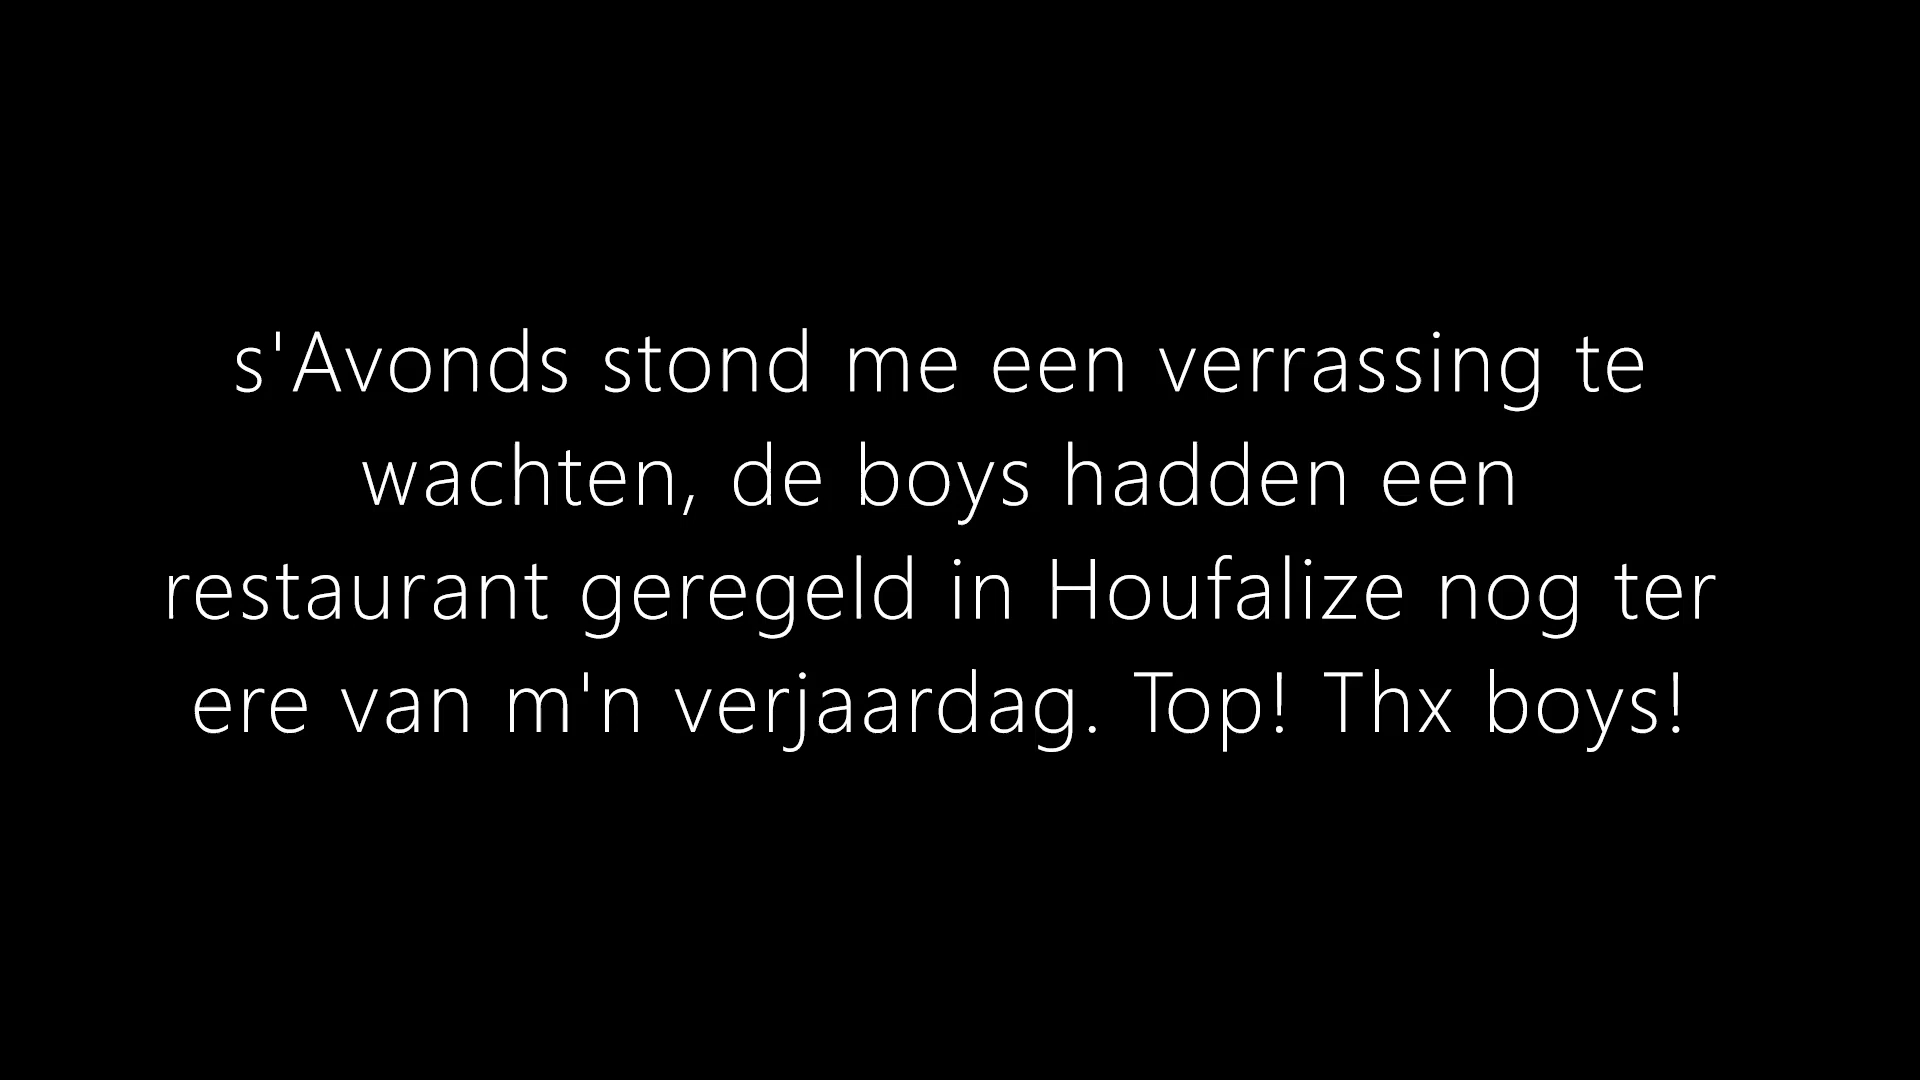 s'Avonds stond me een verrassing te
wachten, de boys hadden een
restaurant geregeld in Houfalize nog ter
ere van m'n verjaardag. Top! Thx boys!